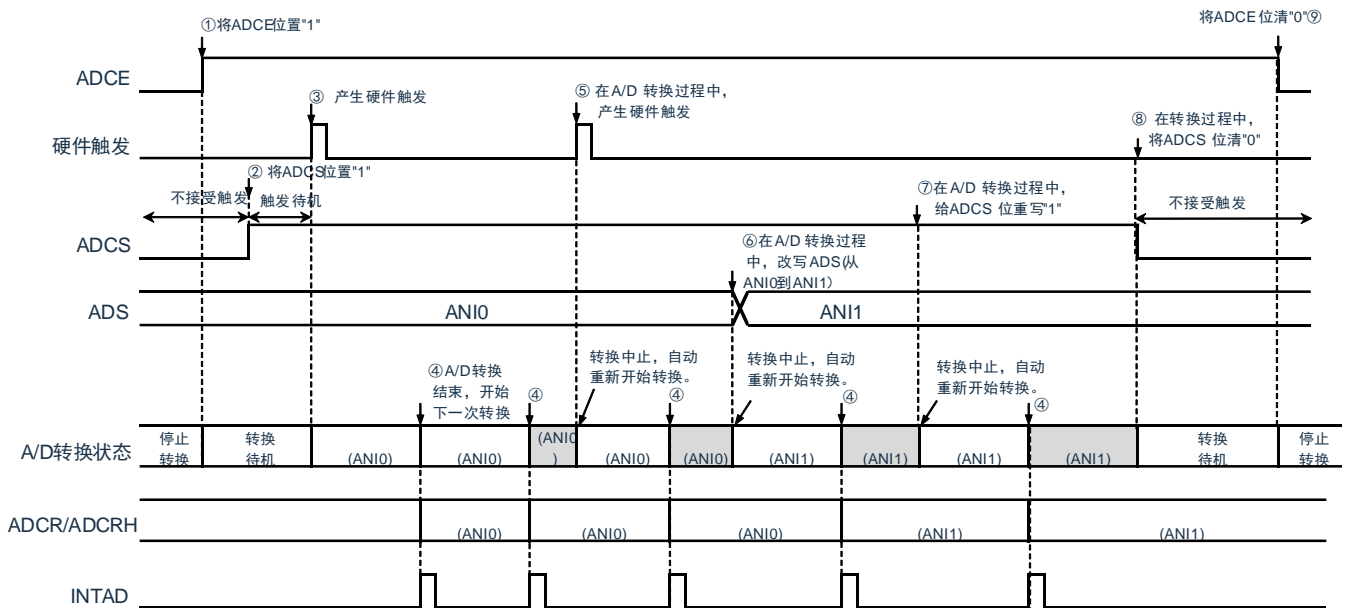 ①将ADCE位置"1"
将ADCE 位清"0"⑨
ADCE
③ 产生硬件触发
⑤ 在A/D 转换过程中，
产生硬件触发
⑧ 在转换过程中，
将ADCS 位清"0"
硬件触发
② 将ADCS位置"1"
不接受触发
触发待机
⑦在A/D 转换过程中，
给ADCS 位重写"1"
不接受触发
ADCS
⑥在A/D 转换过程
中，改写ADS(从
ANI0到ANI1）
ADS
ANI0
ANI1
④A/D转换
结束，开始
下一次转换
④
转换中止，自动
重新开始转换。
④
转换中止，自动
重新开始转换。
④
转换中止，自动
重新开始转换。
④
A/D转换状态
停止
转换
转换
待机
(ANI0)
(ANI0)
(ANI0
)
(ANI0)
(ANI0)
(ANI1)
(ANI1)
(ANI1)
(ANI1)
转换
待机
停止
转换
ADCR/ADCRH
(ANI0)
(ANI0)
(ANI0)
(ANI1)
(ANI1)
INTAD